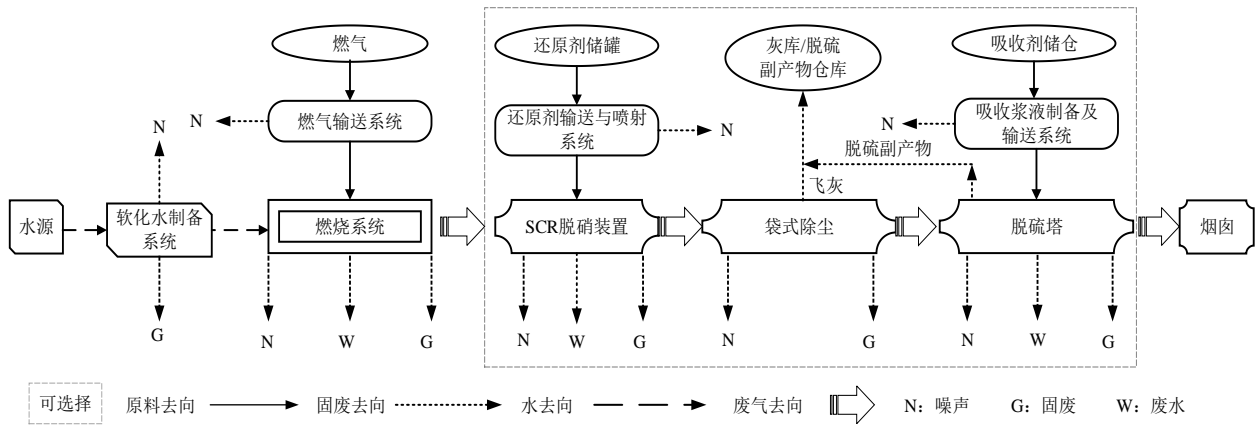 燃气
还原剂储罐
灰库/脱硫
副产物仓库
吸收剂储仓
N
N
燃气输送系统
还原剂输送与喷射
系统
N
N
吸收浆液制备及
输送系统
脱硫副产物
飞灰
水源
软化水制备
系统
燃烧系统
SCR脱硝装置
袋式除尘
脱硫塔
烟囱
G
N
W
G
N
W
G
N
G
N
W
G
可选择
原料去向
固废去向
水去向
废气去向
N：噪声
G：固废
W：废水